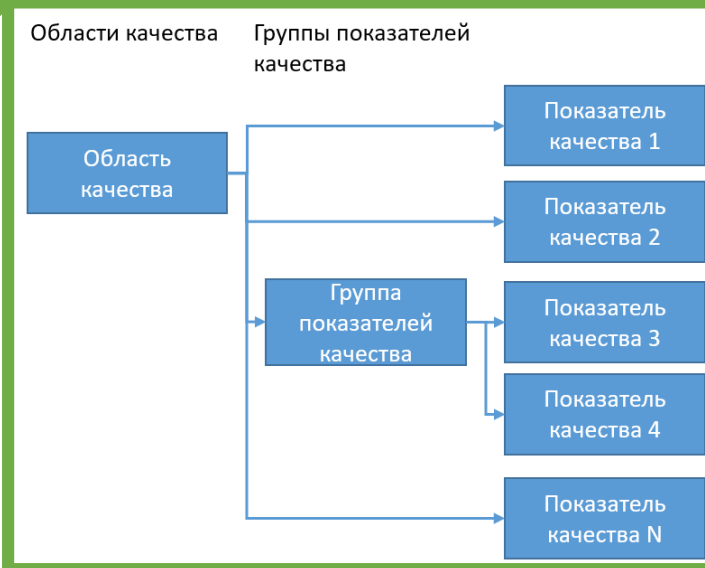 Области качества
Группы показателей
качества
Область
качества
Показатель
качества 1
Показатель
качества 2
Группа
показателей
качества
Показатель
качества 3
Показатель
качества 4
Показатель
качества N